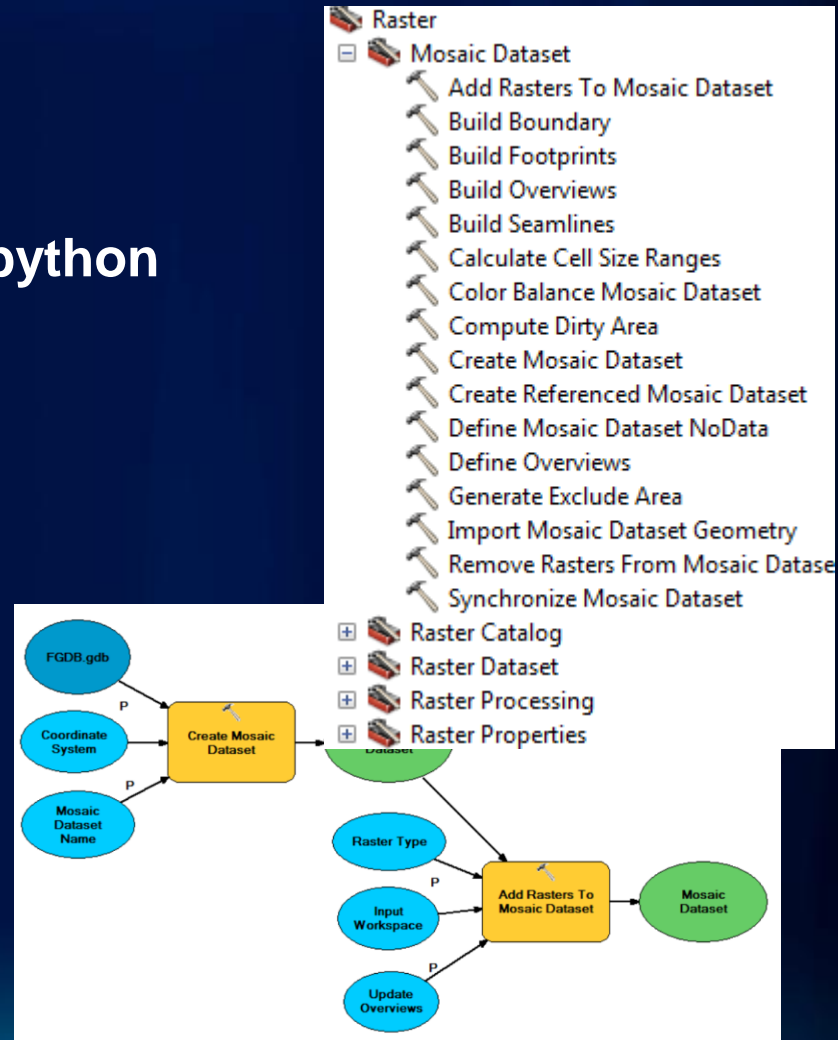 python
Raster
Mosaic Dataset
Add Rasters To Mosaic Dataset
Build Boundary
Build Footprints
Build Overviews
Build Seamlines
Calculate Cell Size Ranges
Color Balance Mosaic Dataset
Compute Dirty Area
Create Mosaic Dataset
Create Referenced Mosaic Dataset
Define Mosaic Dataset NoData
Define Overviews
Generate Exclude Area
Import Mosaic Dataset Geometry
Remove Rasters From Mosaic Datase
Synchronize Mosaic Dataset
Raster Catalog
Raster Dataset
Raster Processing
Raster Properties
FGDB.gdb
P
Coordinate
System
P
Mosaic
Dataset
Name
Create Mosaic
Dataset
Dataset
Raster Type
P
Input
Workspace
P
Update
Overviews
Add Rasters To
Mosaic Dataset
Mosaic
Dataset